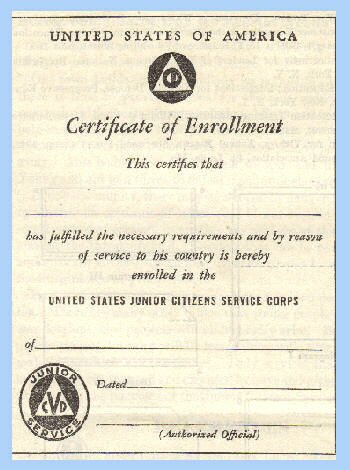 UNITED STATES OF AMERICA
CD
Certificate of Enrollment
This certifies that
has fulfilled the necessary requirements and by reason
of service to his country is hereby
enrolled in the
UNITED STATES JUNIOR CITIZENS SERVICE CORPS
of
JUNIOR
CVD
SERVICE
Dated
(Authorized Official)